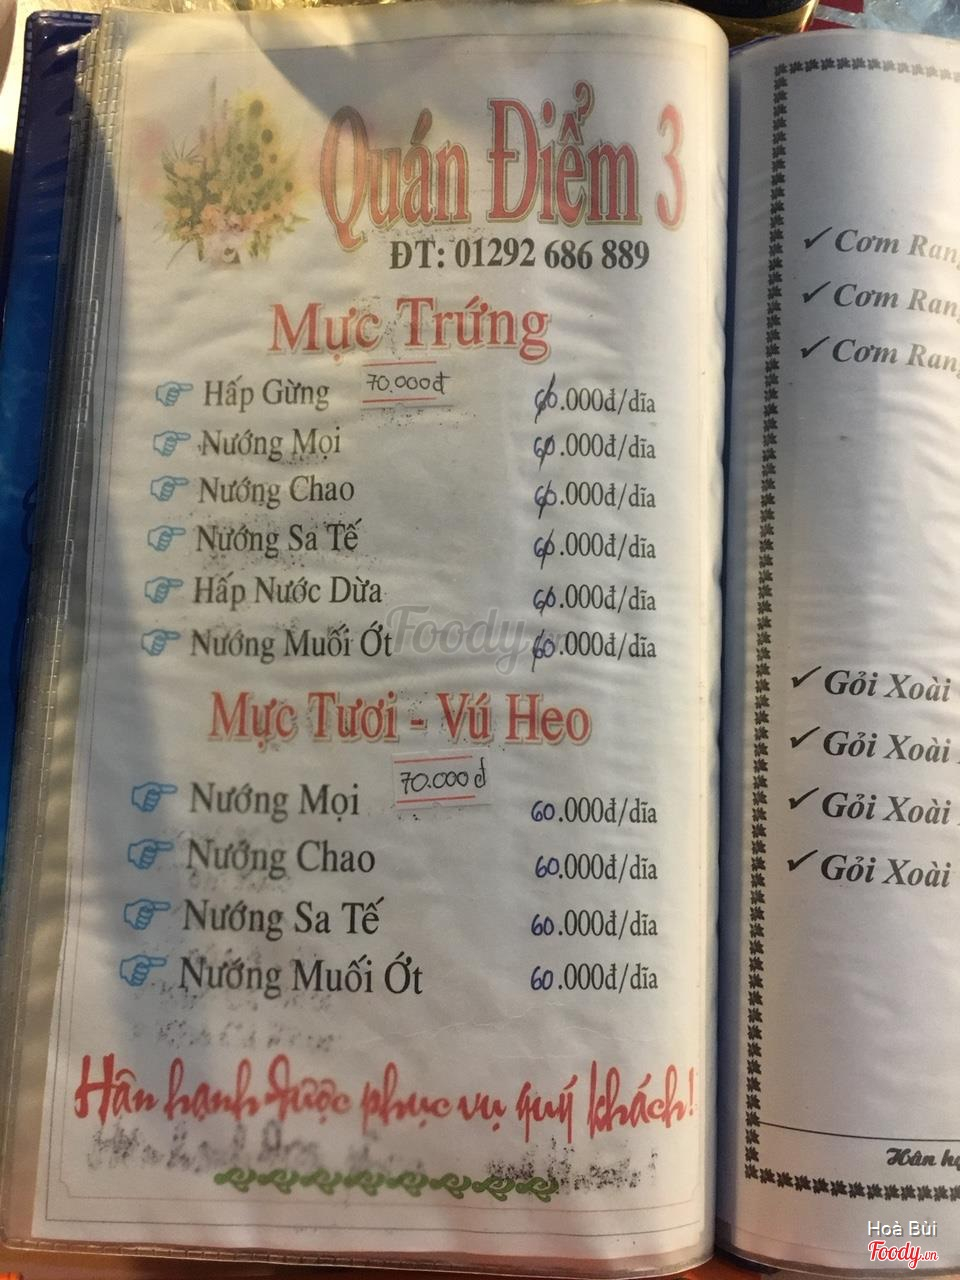 Quán Điểm 3
ĐT: 01292 686 889
Mực Trứng
70.000đ
Hấp Gừng 60.000đ/dĩa
Nướng Mọi 60.000đ/dĩa
Nướng Chao 60.000đ/dĩa
Nướng Sa Tế 60.000đ/dĩa
Hấp Nước Dừa 60.000đ/dĩa
Nướng Muối Ớt 60.000đ/dĩa
Foody.vn
Mực Tươi - Vú Heo
70.000đ
Nướng Mọi 60.000đ/dĩa
Nướng Chao 60.000đ/dĩa
Nướng Sa Tế 60.000đ/dĩa
Nướng Muối Ớt 60.000đ/dĩa
Hân hạnh được phục vụ quý khách!
✓ Cơm Rang
✓ Cơm Rang
✓ Cơm Rang
✓ Gỏi Xoài
✓ Gỏi Xoài
✓ Gỏi Xoài
✓ Gỏi Xoài
Hân
Hoà Bùi
Foody.vn